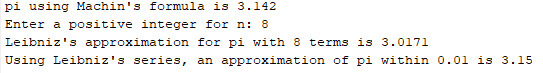 pi using Machin's formula is 3.142
Enter a positive integer for n: 8
Leibniz's approximation for pi with 8 terms is 3.0171
Using Leibniz's series, an approximation of pi within 0.01 is 3.15